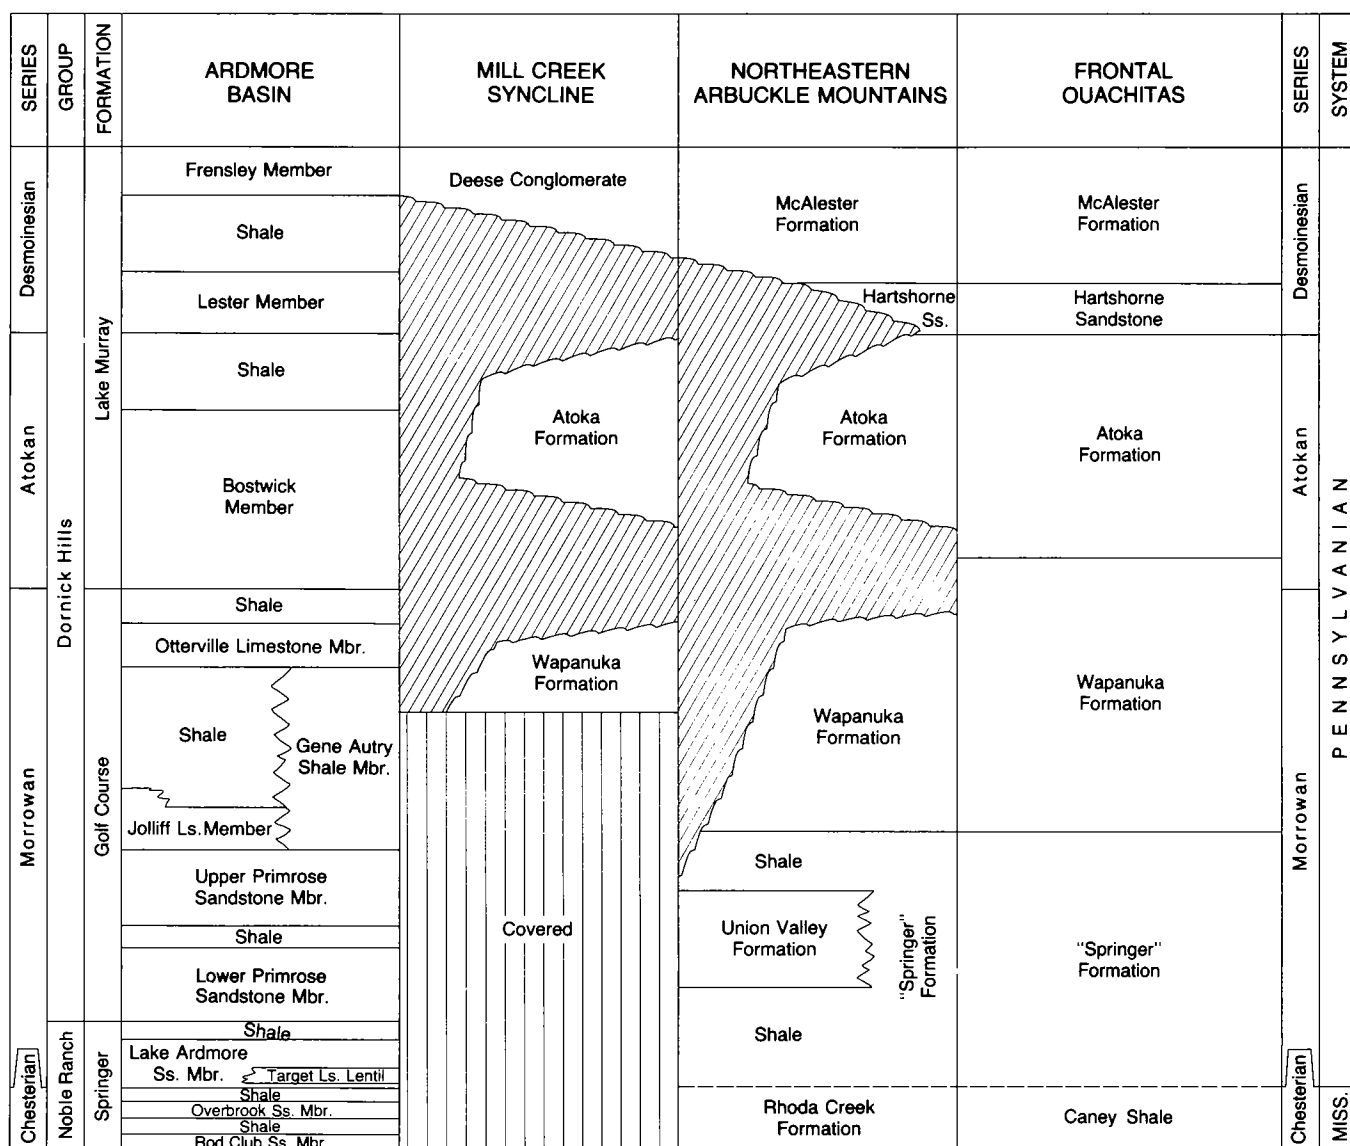 SERIES
GROUP
FORMATION
ARDMORE
BASIN
MILL CREEK
SYNCLINE
NORTHEASTERN
ARBUCKLE MOUNTAINS
FRONTAL
OUACHITAS
SERIES
SYSTEM
Desmoinesian
Atokan
Morrowan
Chesterian
Dornick Hills
Noble Ranch
Lake Murray
Golf Course
Springer
Frensley Member
Shale
Lester Member
Shale
Bostwick
Member
Shale
Otterville Limestone Mbr.
Shale
Gene Autry
Shale Mbr.
Jolliff Ls. Member
Upper Primrose
Sandstone Mbr.
Shale
Lower Primrose
Sandstone Mbr.
Shale
Lake Ardmore
Ss. Mbr.
Target Ls. Lentil
Shale
Overbrook Ss. Mbr.
Shale
Rod Club Ss. Mbr.
Deese Conglomerate
Atoka
Formation
Wapanuka
Formation
Covered
McAlester
Formation
Hartshorne
Ss.
Atoka
Formation
Wapanuka
Formation
Shale
Union Valley
Formation
"Springer"
Formation
Shale
Rhoda Creek
Formation
McAlester
Formation
Hartshorne
Sandstone
Atoka
Formation
Wapanuka
Formation
"Springer"
Formation
Caney Shale
Desmoinesian
Atokan
Morrowan
Chesterian
PENNSYLVANIAN
MISS.